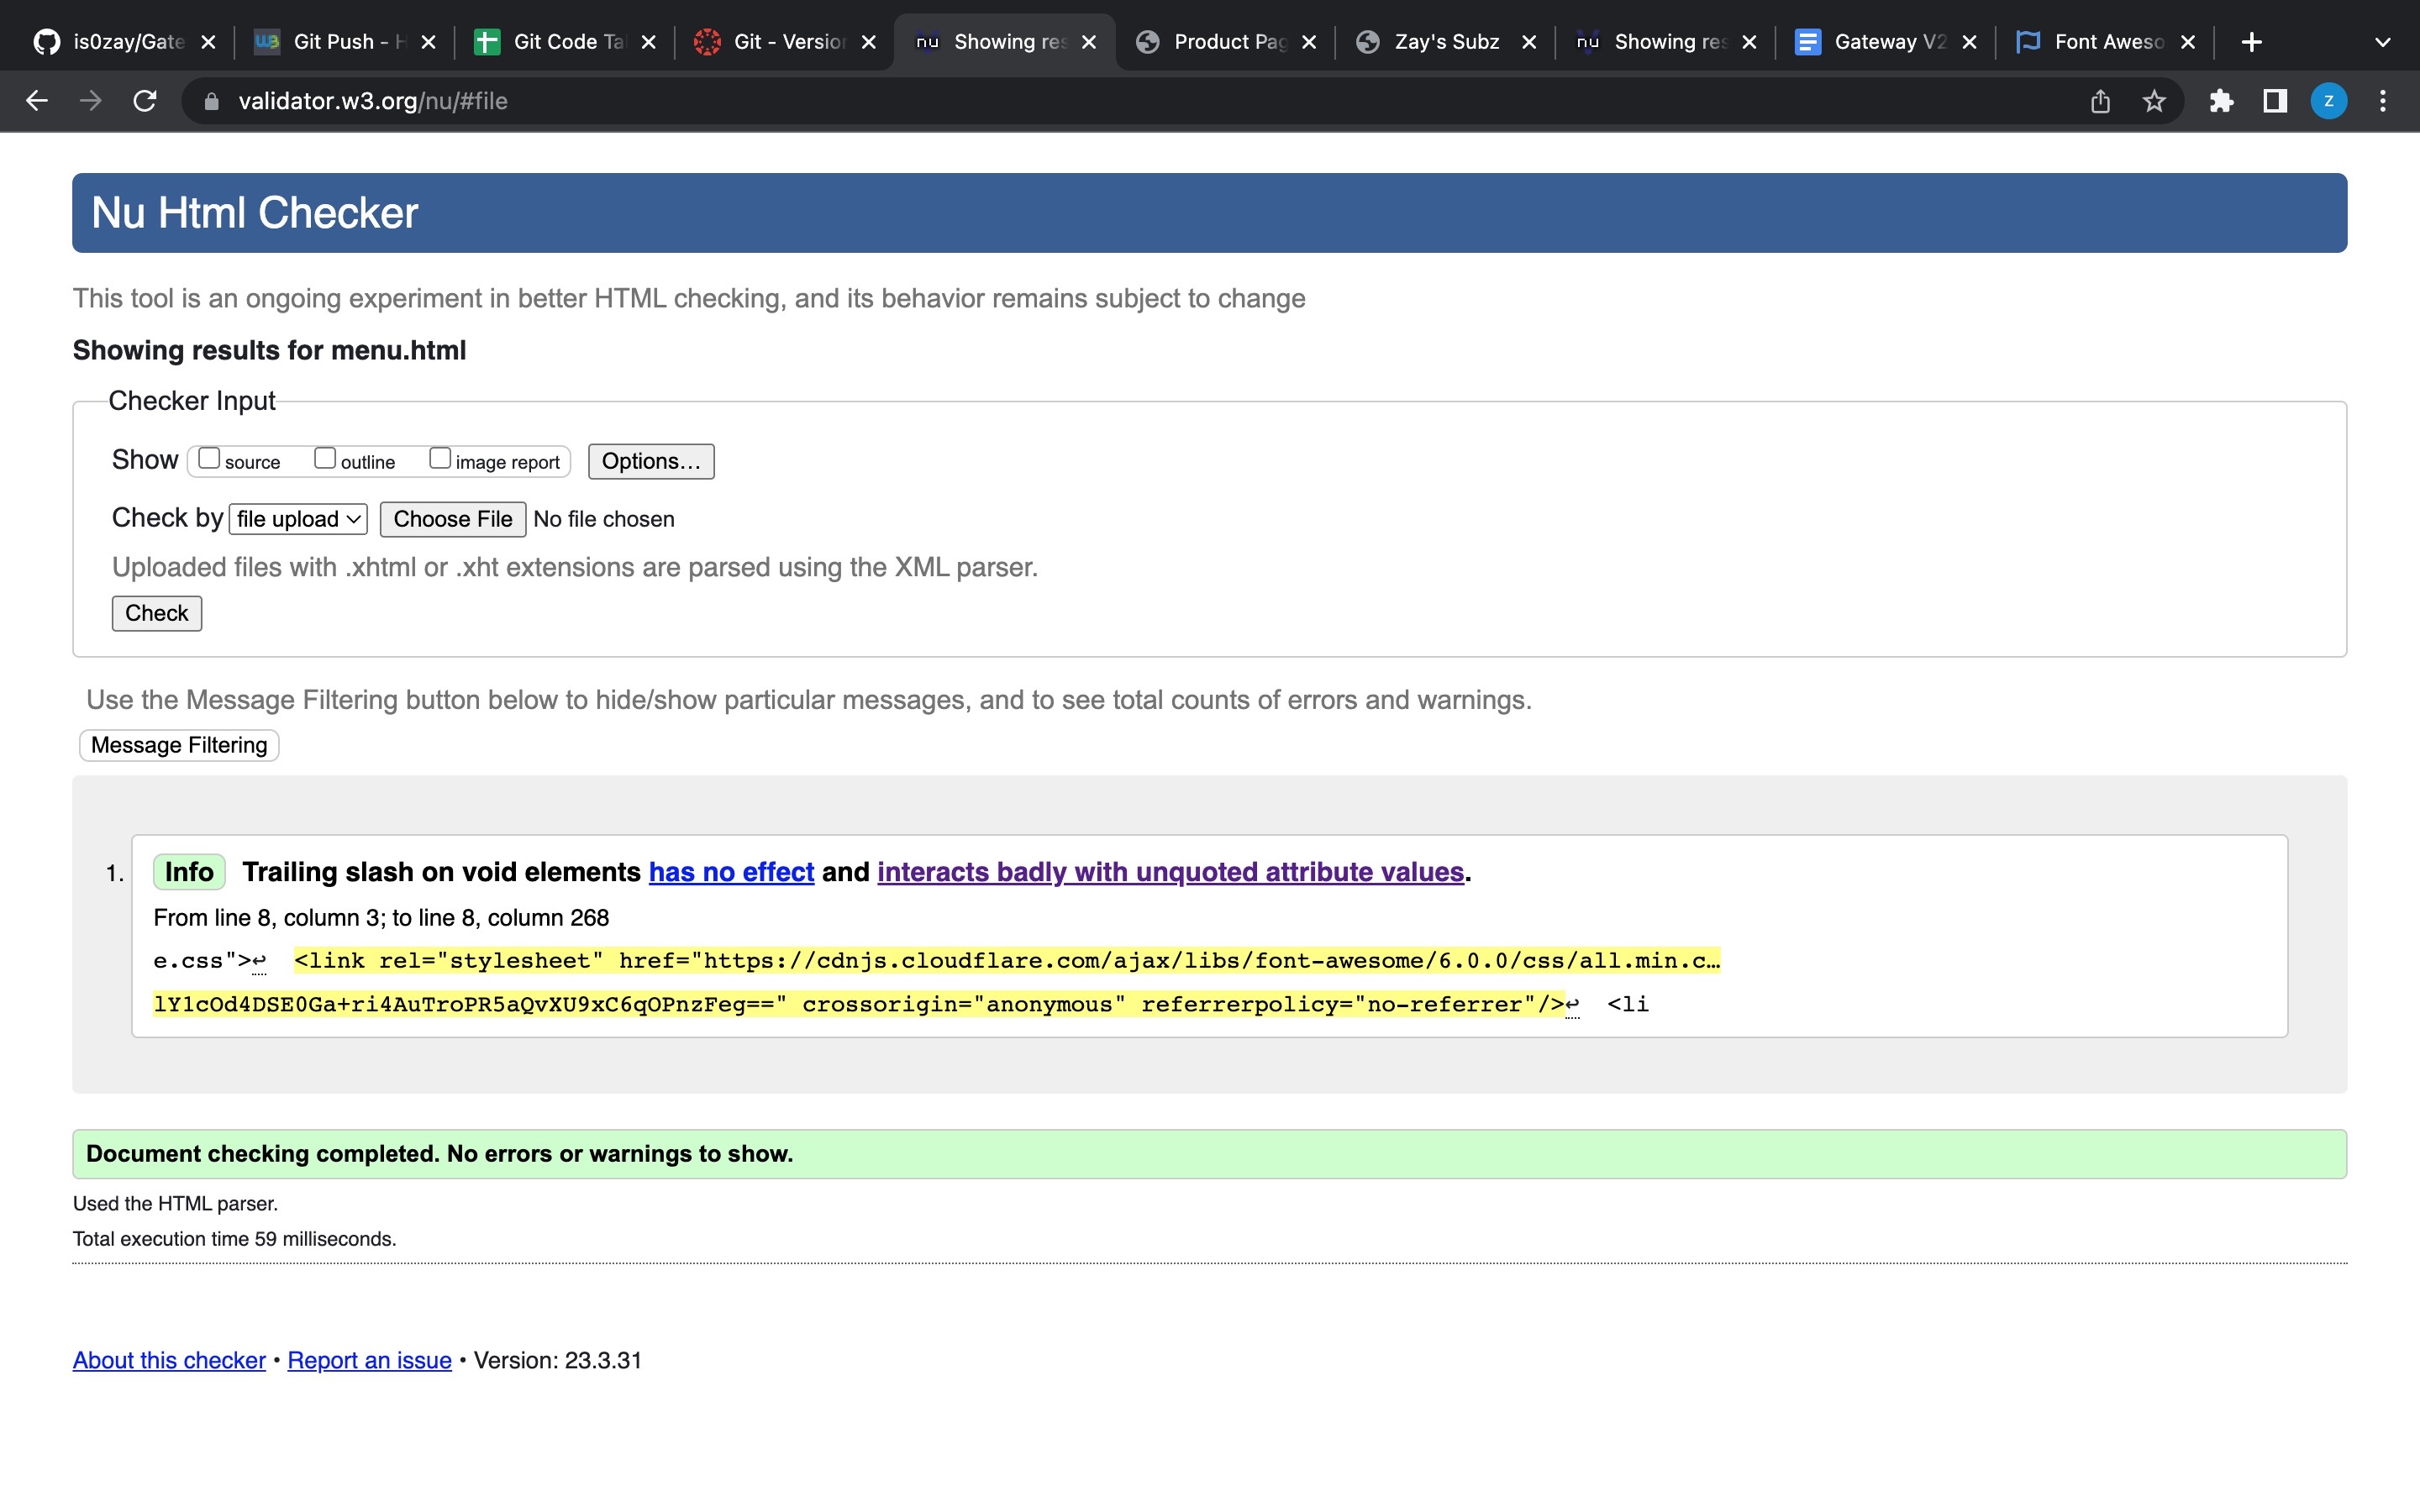 is0zay/Gate
Git Push - H
Git Code Ta
Git - Version
nu Showing res
Product Pag
Zay's Subz
nu Showing res
Gateway V2
Font Aweso
validator.w3.org/nu/#file
Z
Nu Html Checker
This tool is an ongoing experiment in better HTML checking, and its behavior remains subject to change
Showing results for menu.html
Checker Input
Show source outline image report Options...
Check by file upload Choose File No file chosen
Uploaded files with .xhtml or .xht extensions are parsed using the XML parser.
Check
Use the Message Filtering button below to hide/show particular messages, and to see total counts of errors and warnings.
Message Filtering
1. Info Trailing slash on void elements has no effect and interacts badly with unquoted attribute values.
From line 8, column 3; to line 8, column 268
e.css">↩ <link rel="stylesheet" href="https://cdnjs.cloudflare.com/ajax/libs/font-awesome/6.0.0/css/all.min.c…
lY1cOd4DSE0Ga+ri4AuTroPR5aQvXU9xC6qOPnzFeg==" crossorigin="anonymous" referrerpolicy="no-referrer"/>↩ <li
Document checking completed. No errors or warnings to show.
Used the HTML parser.
Total execution time 59 milliseconds.
About this checker • Report an issue • Version: 23.3.31